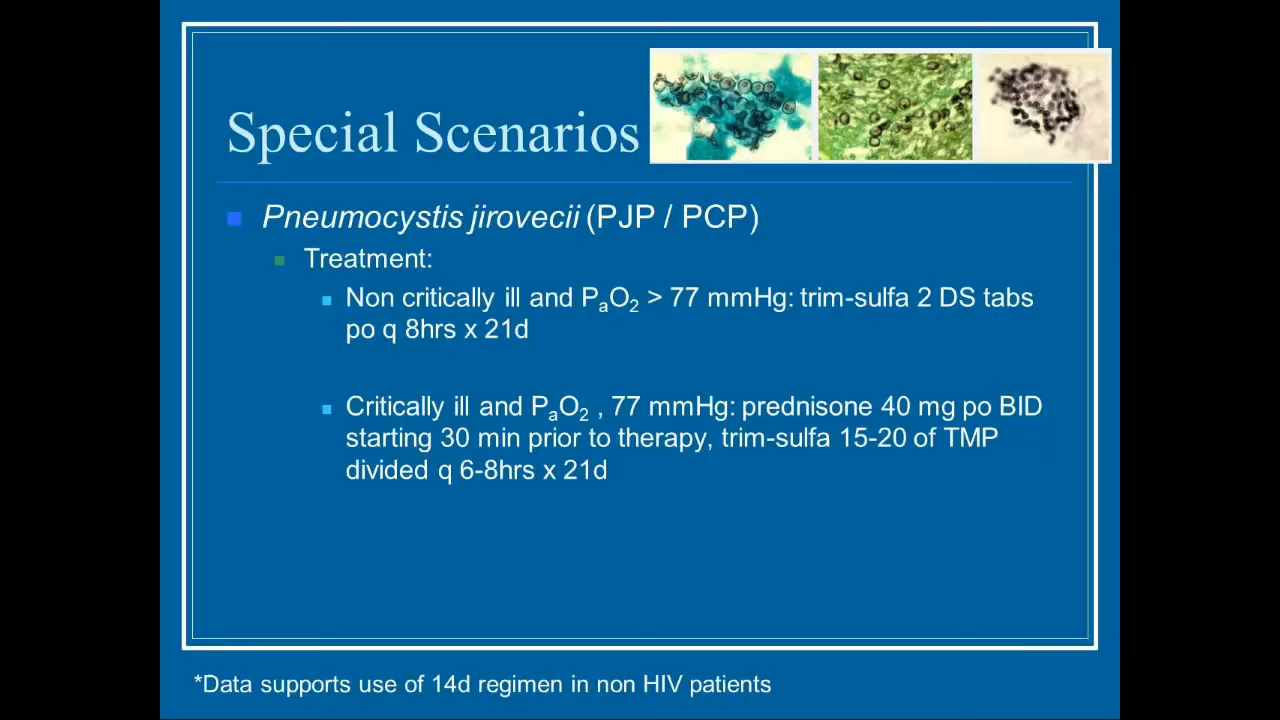 Special Scenarios
Pneumocystis jirovecii (PJP / PCP)
Treatment:
Non critically ill and PaO2 > 77 mmHg: trim-sulfa 2 DS tabs
po q 8hrs x 21d
Critically ill and PaO2 , 77 mmHg: prednisone 40 mg po BID
starting 30 min prior to therapy, trim-sulfa 15-20 of TMP
divided q 6-8hrs x 21d
*Data supports use of 14d regimen in non HIV patients